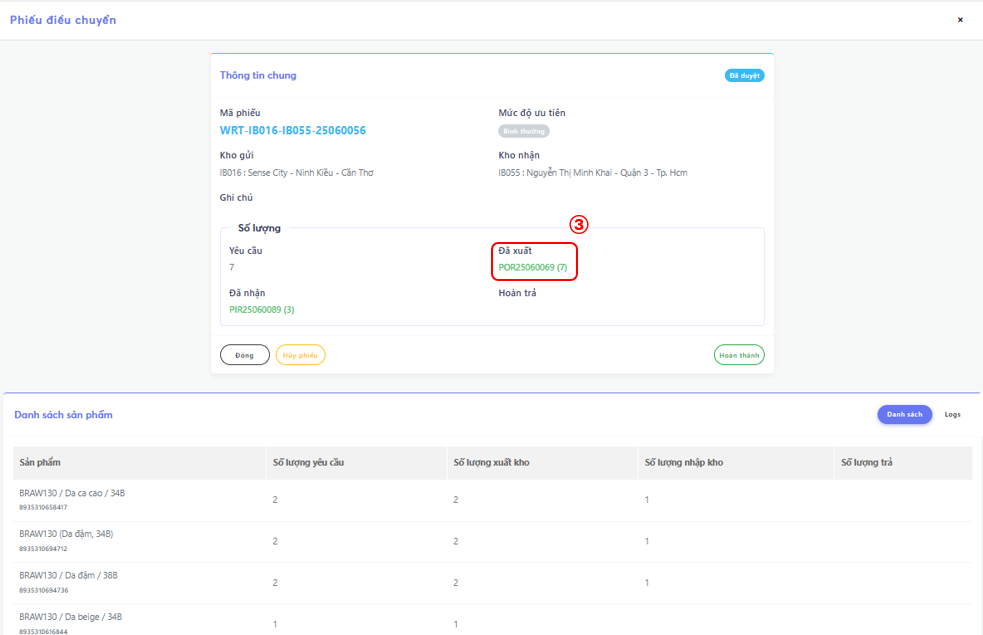 Phiếu điều chuyển
×
Thông tin chung
Đã duyệt
Mã phiếu
Mức độ ưu tiên
WRT-IB016-IB055-25060056
Bình thường
Kho gửi
Kho nhận
IB016 : Sense City - Ninh Kiều - Cần Thơ
IB055 : Nguyễn Thị Minh Khai - Quận 3 - Tp. Hcm
Ghi chú
Số lượng
③
Yêu cầu
Đã xuất
7
POR25060069 (7)
Đã nhận
Hoàn trả
PIR25060089 (3)
Đóng
Hủy phiếu
Hoàn thành
Danh sách sản phẩm
Danh sách
Logs
Sản phẩm
Số lượng yêu cầu
Số lượng xuất kho
Số lượng nhập kho
Số lượng trả
BRAW130 / Da ca cao / 34B
8935310658417
2
2
1
BRAW130 (Da đậm, 34B)
8935310694712
2
2
1
BRAW130 / Da đậm / 38B
8935310694736
2
2
1
BRAW130 / Da beige / 34B
8935310616844
1
1